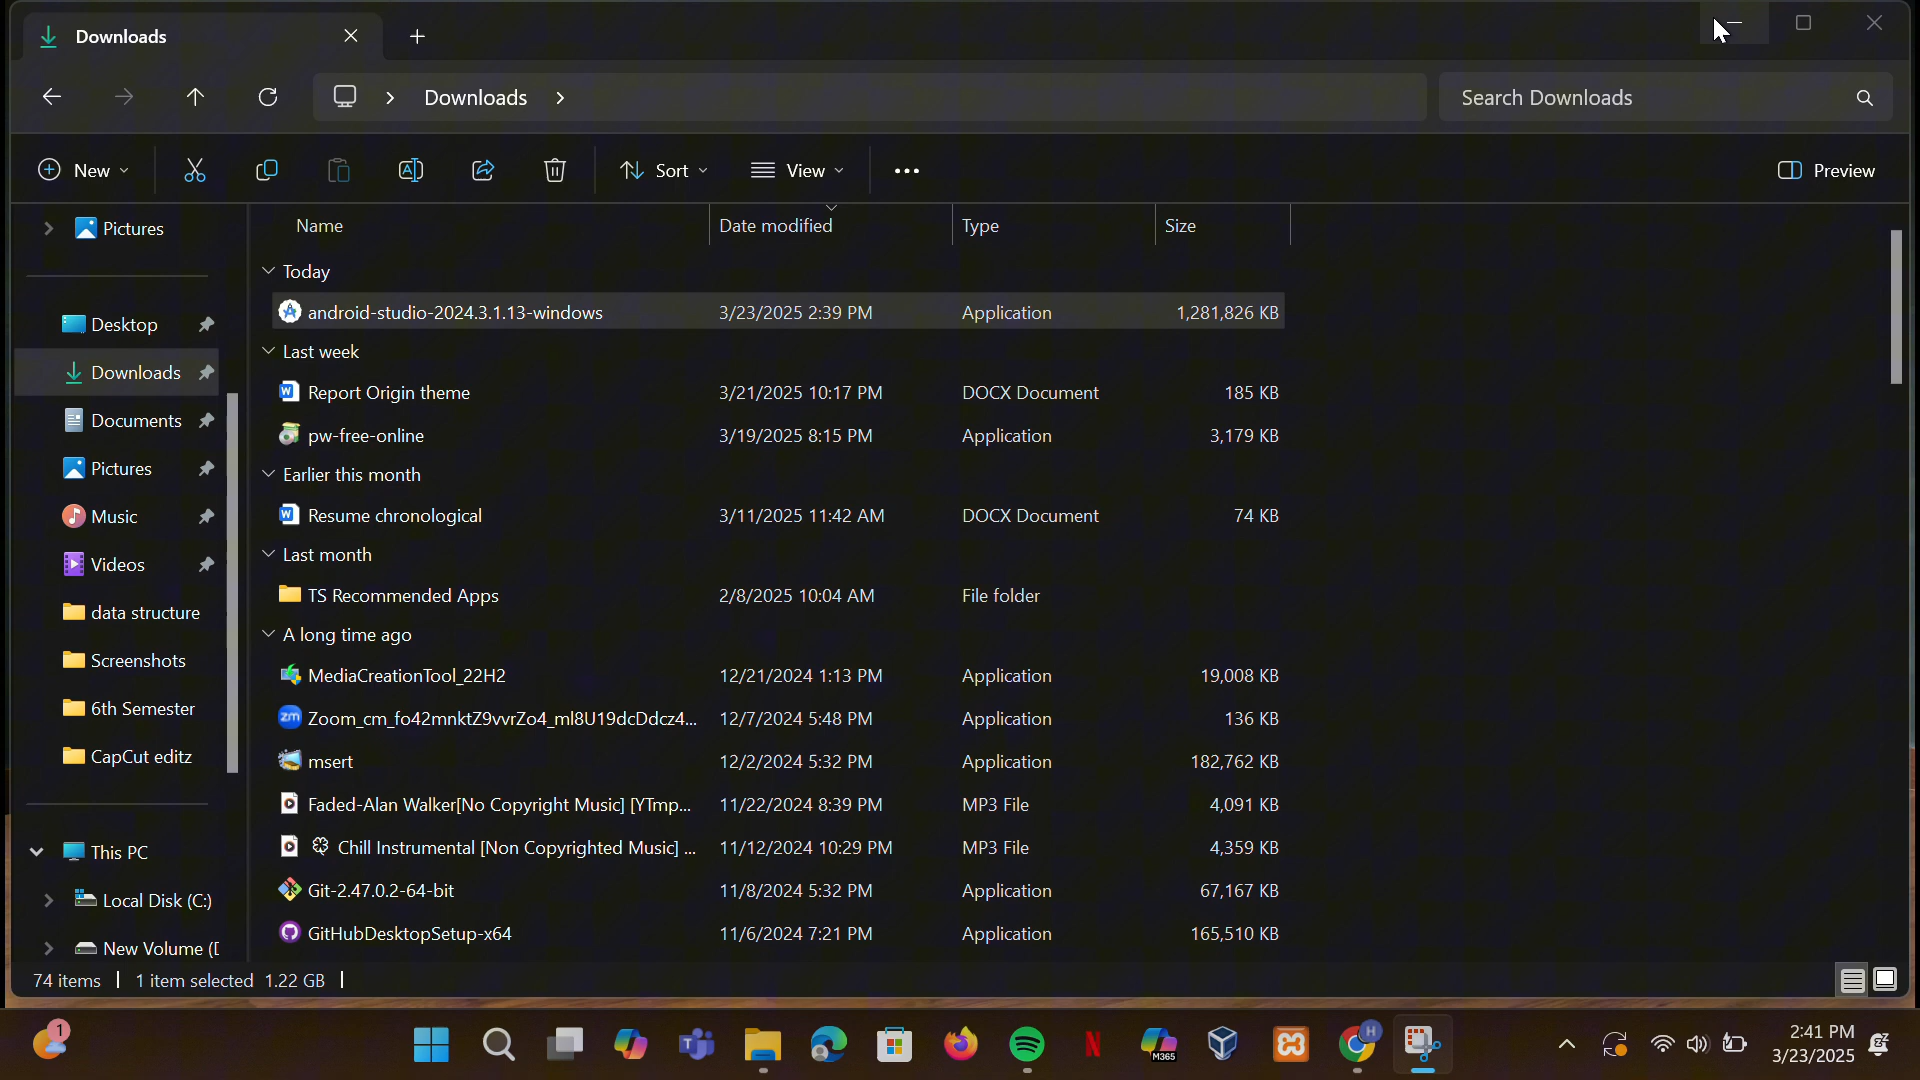 Downloads
Downloads
Search Downloads
New
Sort
View
Preview
Pictures
Desktop
Downloads
Documents
Pictures
Music
Videos
data structure
Screenshots
6th Semester
CapCut editz
This PC
Local Disk (C:)
New Volume ([
Name Date modified Type Size
Today
android-studio-2024.3.1.13-windows 3/23/2025 2:39 PM Application 1,281,826 KB
Last week
Report Origin theme 3/21/2025 10:17 PM DOCX Document 185 KB
pw-free-online 3/19/2025 8:15 PM Application 3,179 KB
Earlier this month
Resume chronological 3/11/2025 11:42 AM DOCX Document 74 KB
Last month
TS Recommended Apps 2/8/2025 10:04 AM File folder
A long time ago
MediaCreationTool_22H2 12/21/2024 1:13 PM Application 19,008 KB
Zoom_cm_fo42mnktZ9vvrZo4_ml8U19dcDdcz4... 12/7/2024 5:48 PM Application 136 KB
msert 12/2/2024 5:32 PM Application 182,762 KB
Faded-Alan Walker[No Copyright Music] [YTmp... 11/22/2024 8:39 PM MP3 File 4,091 KB
Chill Instrumental [Non Copyrighted Music] ... 11/12/2024 10:29 PM MP3 File 4,359 KB
Git-2.47.0.2-64-bit 11/8/2024 5:32 PM Application 67,167 KB
GitHubDesktopSetup-x64 11/6/2024 7:21 PM Application 165,510 KB
74 items 1 item selected 1.22 GB
1
M365
H
2:41 PM
3/23/2025